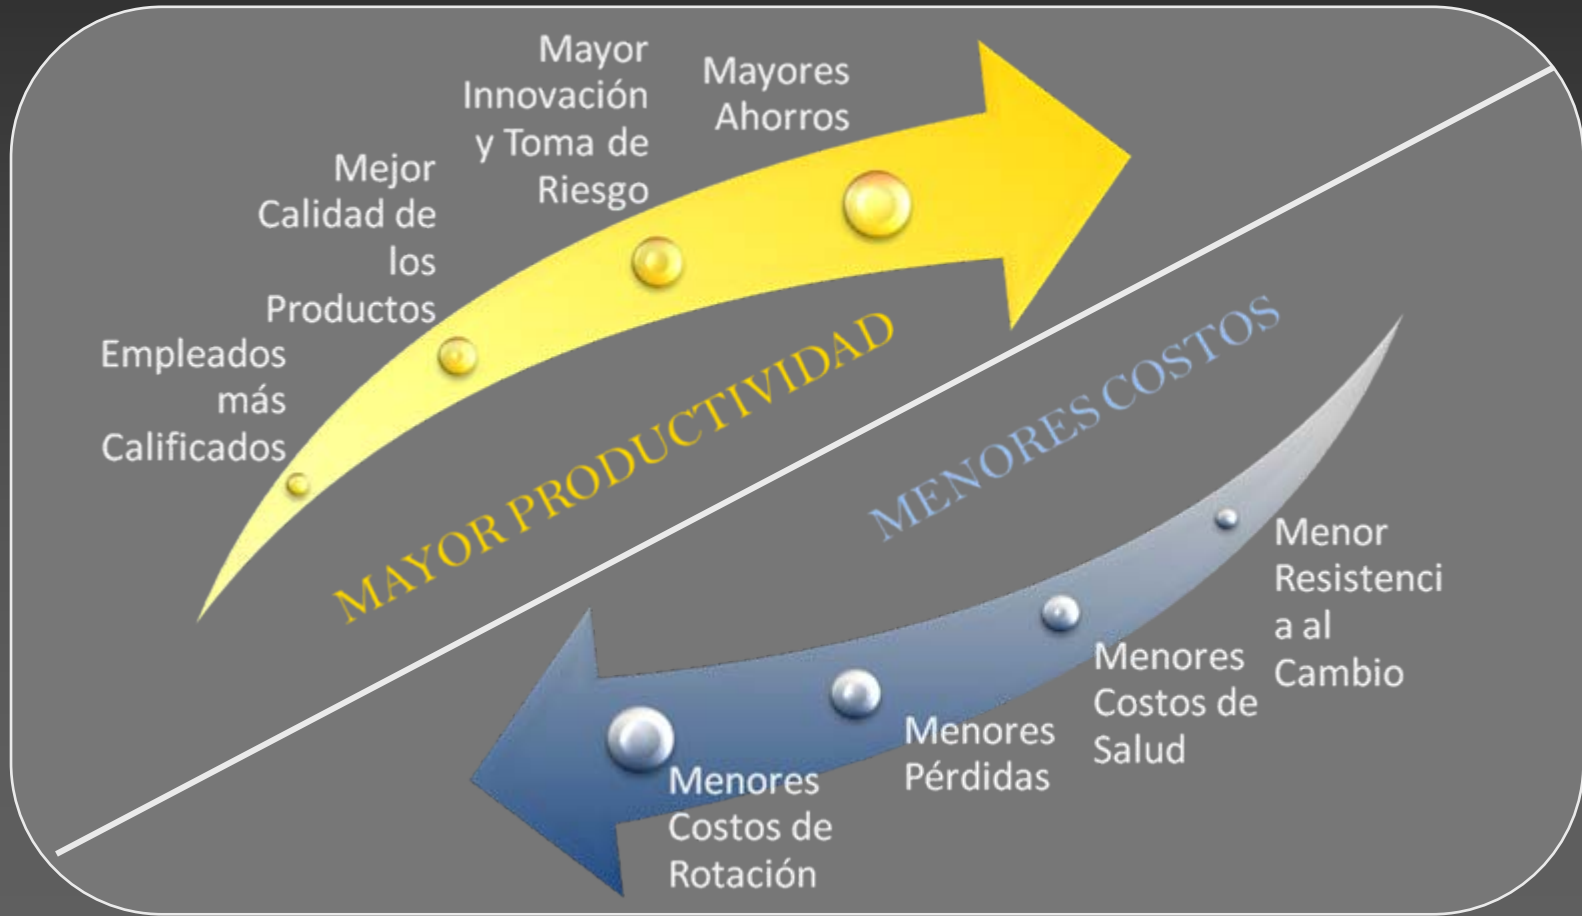 Mayor
Innovación
y Toma de
Riesgo
Mayores
Ahorros
Mejor
Calidad de
los
Productos
Empleados
más
Calificados
MAYOR PRODUCTIVIDAD
MENORES COSTOS
Menor
Resistenci
a al
Cambio
Menores
Costos de
Salud
Menores
Pérdidas
Menores
Costos de
Rotación